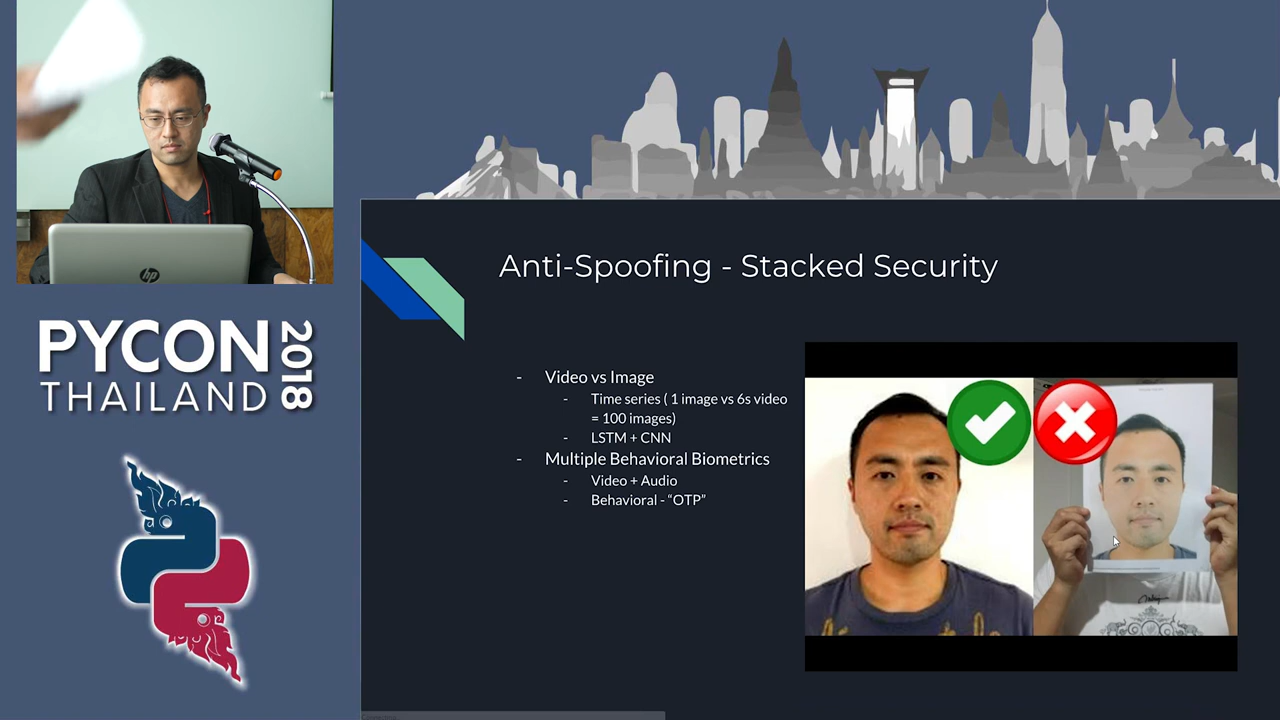 hp
PYCON
THAILAND
2018
Anti-Spoofing - Stacked Security
- Video vs Image
- Time series ( 1 image vs 6s video
= 100 images)
- LSTM + CNN
- Multiple Behavioral Biometrics
- Video + Audio
- Behavioral - “OTP”